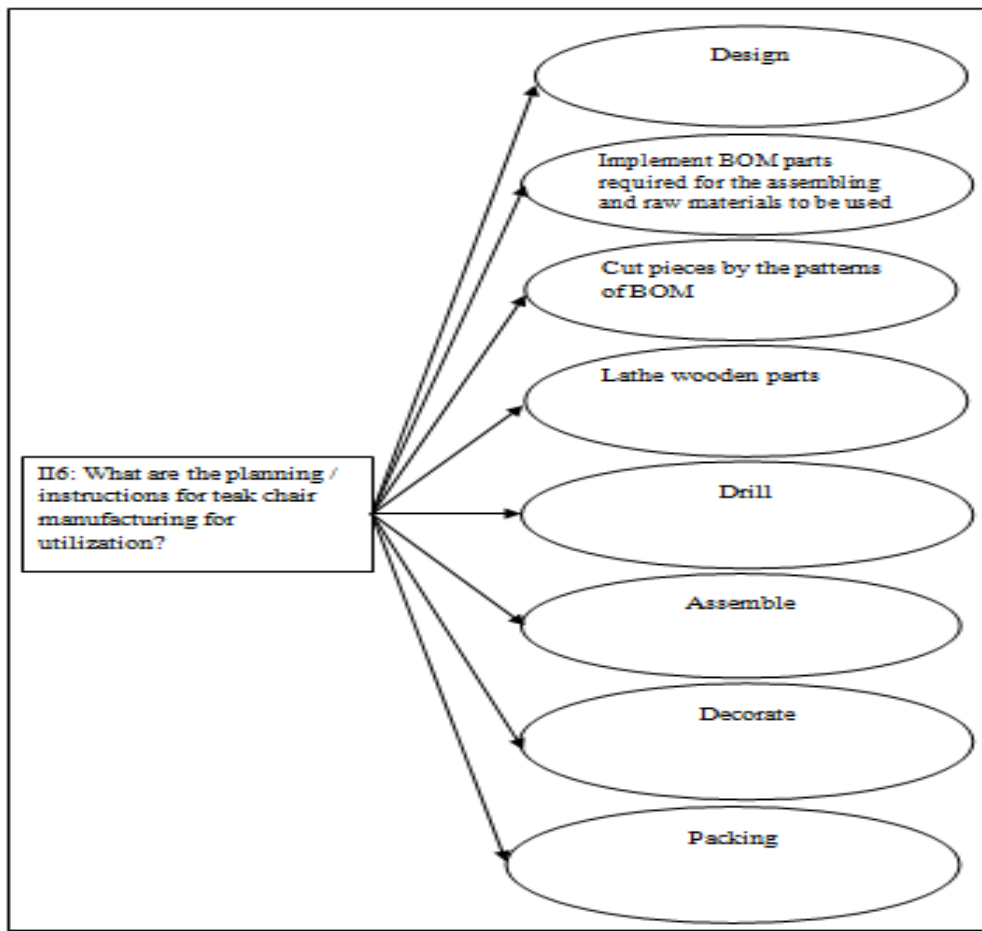 Design
Implement BOM parts
required for the assembling
and raw materials to be used
Cut pieces by the patterns
of BOM
Lathe wooden parts
II6: What are the planning /
instructions for teak chair
manufacturing for
utilization?
Drill
Assemble
Decorate
Packing